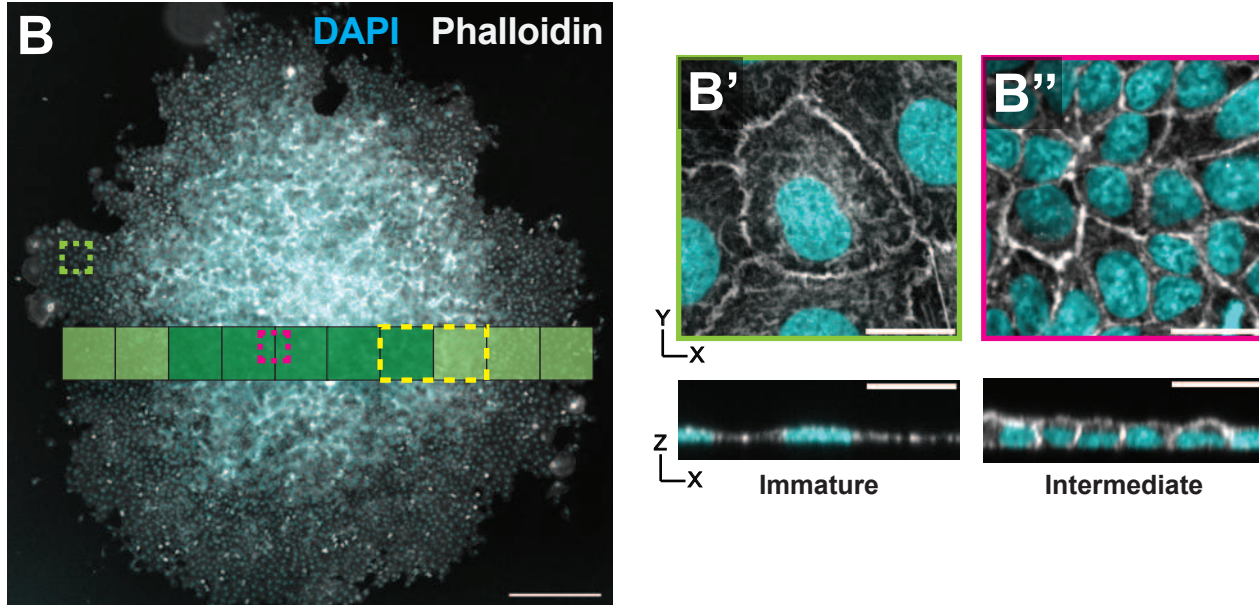 B
DAPI Phalloidin
B'
B''
Y
X
Z
X
Immature
Intermediate